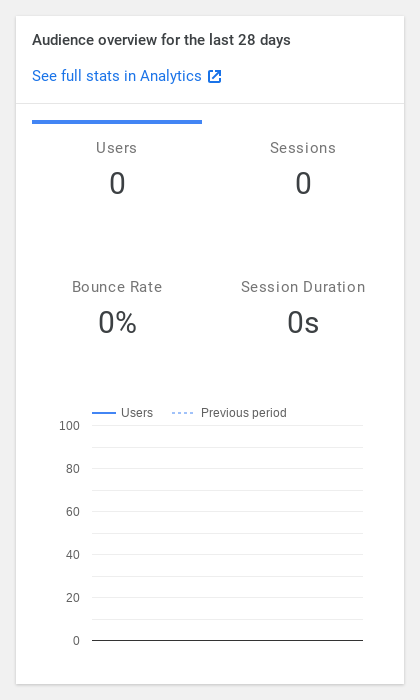 Audience overview for the last 28 days
See full stats in Analytics
Users
0
Sessions
0
Bounce Rate
0%
Session Duration
0s
Users Previous period
100
80
60
40
20
0